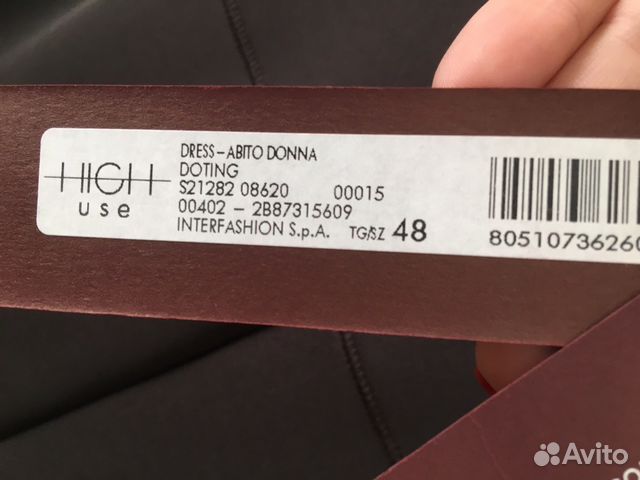 HIGH
use
DRESS-ABITO DONNA
DOTING
S21282 08620 00015
00402 - 2B87315609
INTERFASHION S.p.A. TG/SZ 48
80510736260
Avito